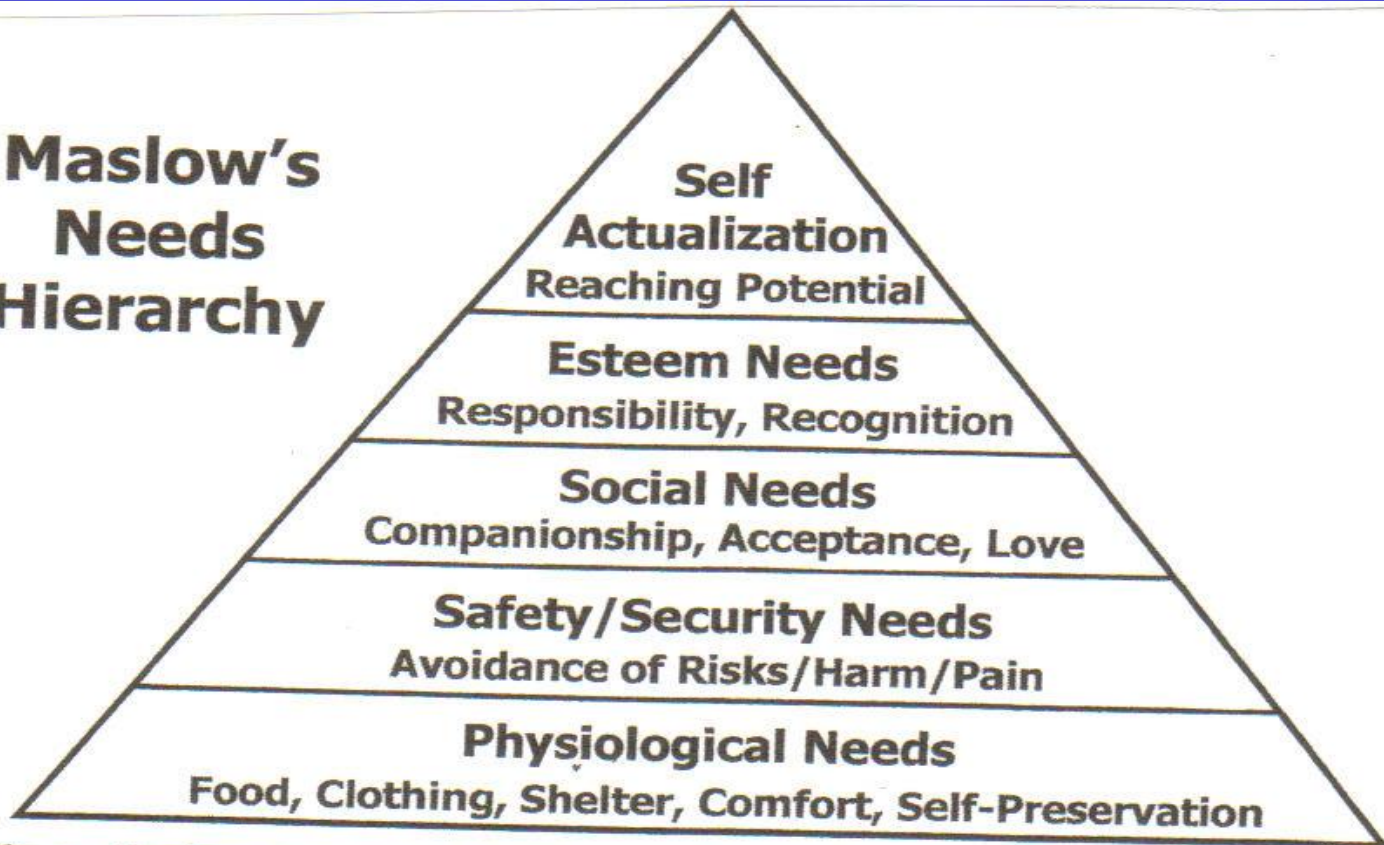 Maslow's
Needs
Hierarchy
Self
Actualization
Reaching Potential
Esteem Needs
Responsibility, Recognition
Social Needs
Companionship, Acceptance, Love
Safety/Security Needs
Avoidance of Risks/Harm/Pain
Physiological Needs
Food, Clothing, Shelter, Comfort, Self-Preservation